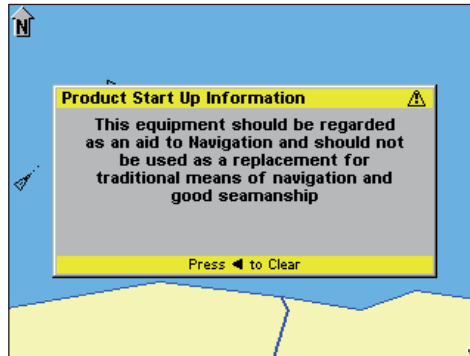 N
Product Start Up Information
This equipment should be regarded
as an aid to Navigation and should not
be used as a replacement for
traditional means of navigation and
good seamanship
Press ◄ to Clear